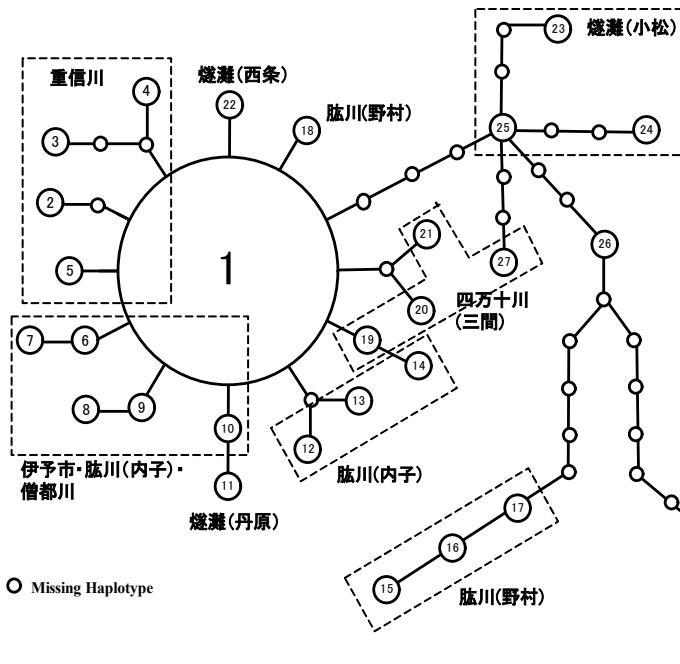 23
燧灘(小松)
重信川
4
燧灘(西条)
22
肱川(野村)
18
3
25
24
2
1
21
26
5
27
四万十川
(三間)
20
19
7
6
14
13
8
9
12
10
肱川(内子)
伊予市・肱川(内子)・
僧都川
11
燧灘(丹原)
17
16
15
肱川(野村)
Missing Haplotype